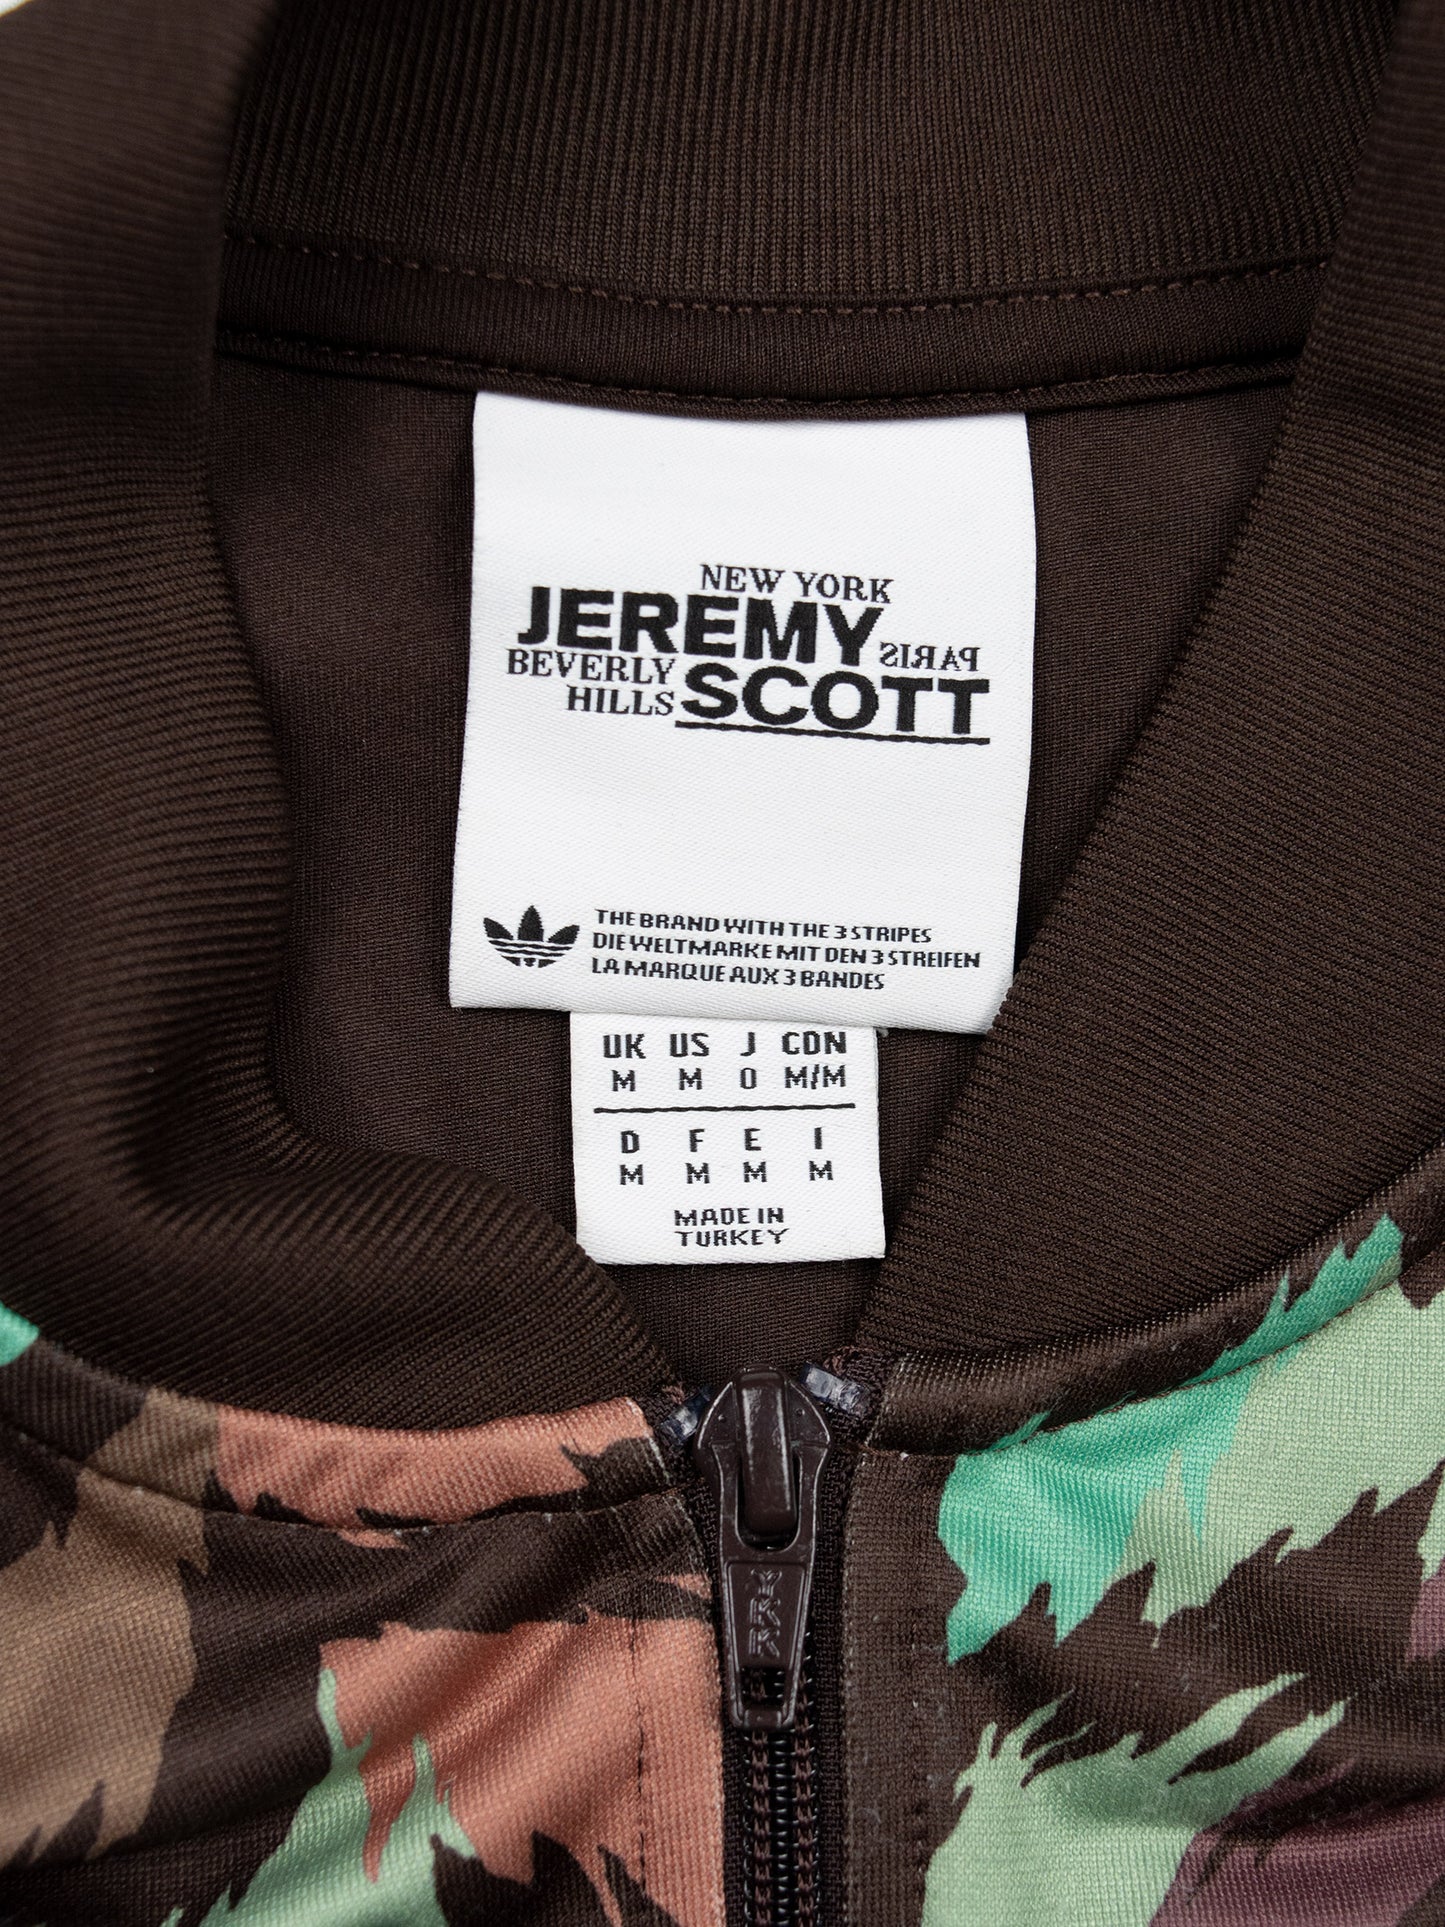 NEW YORK
JEREMY PARIS
BEVERLY
HILLS SCOTT
THE BRAND WITH THE 3 STRIPES
DIE WELTMARKE MIT DEN 3 STREIFEN
LA MARQUE AUX 3 BANDES
UK US J CDN
M M O M/M
D F E I
M M M M
MADE IN
TURKEY